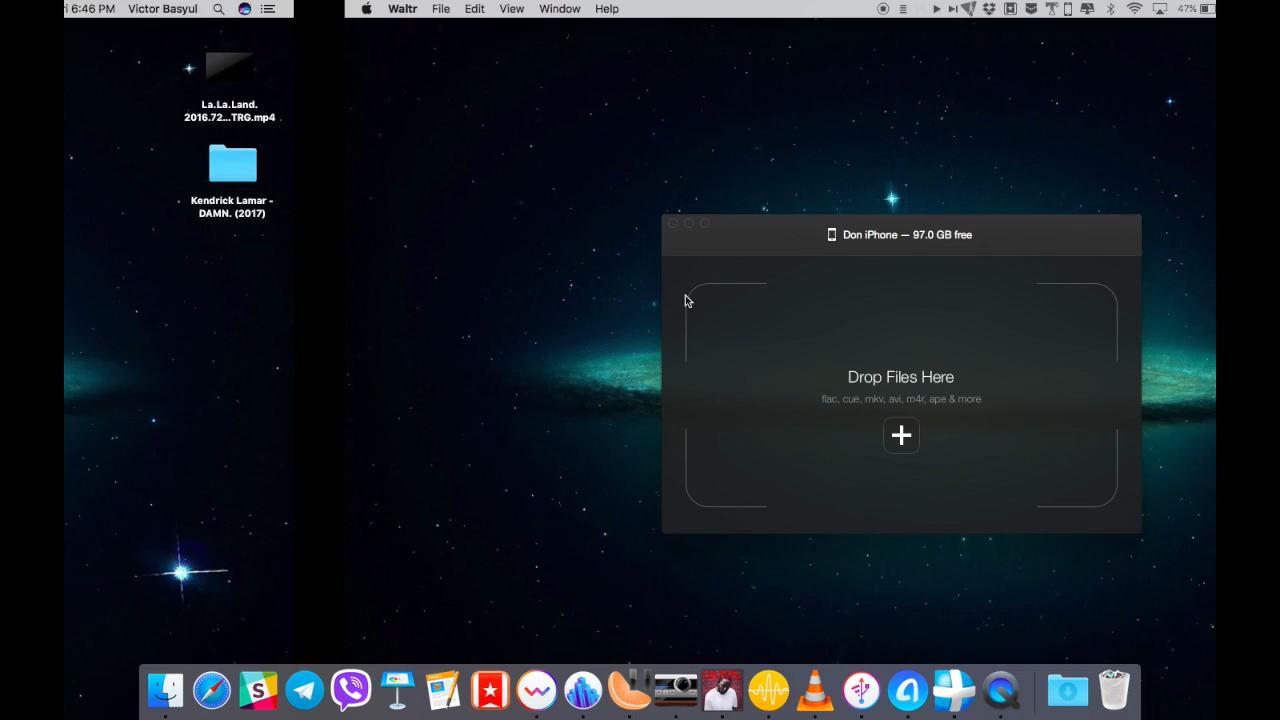 6:46 PM Victor Basyul
Waltr File Edit View Window Help 47%
La.La.Land.
2016.72...TRG.mp4
Kendrick Lamar -
DAMN. (2017)
Don iPhone — 97.0 GB free
Drop Files Here
flac, cue, mkv, avi, m4r, ape & more